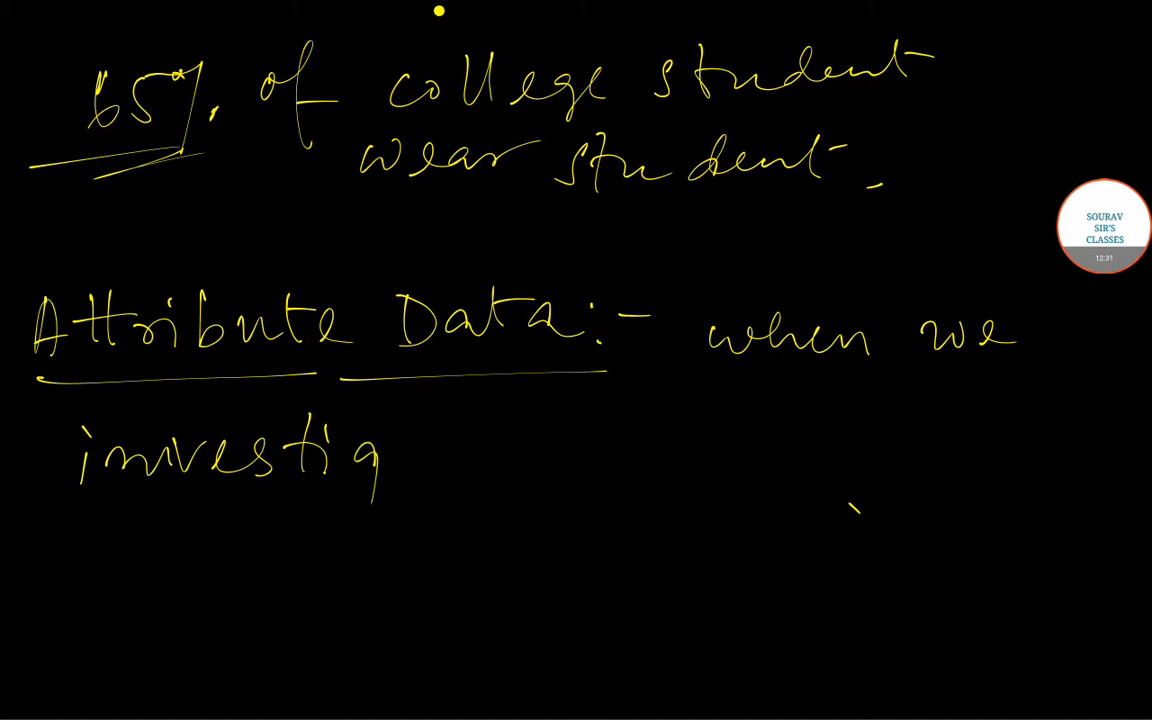 65% of college student
wear student.
Attribute Data:- when we
investig
SOURAV
SIR'S
CLASSES
12:31